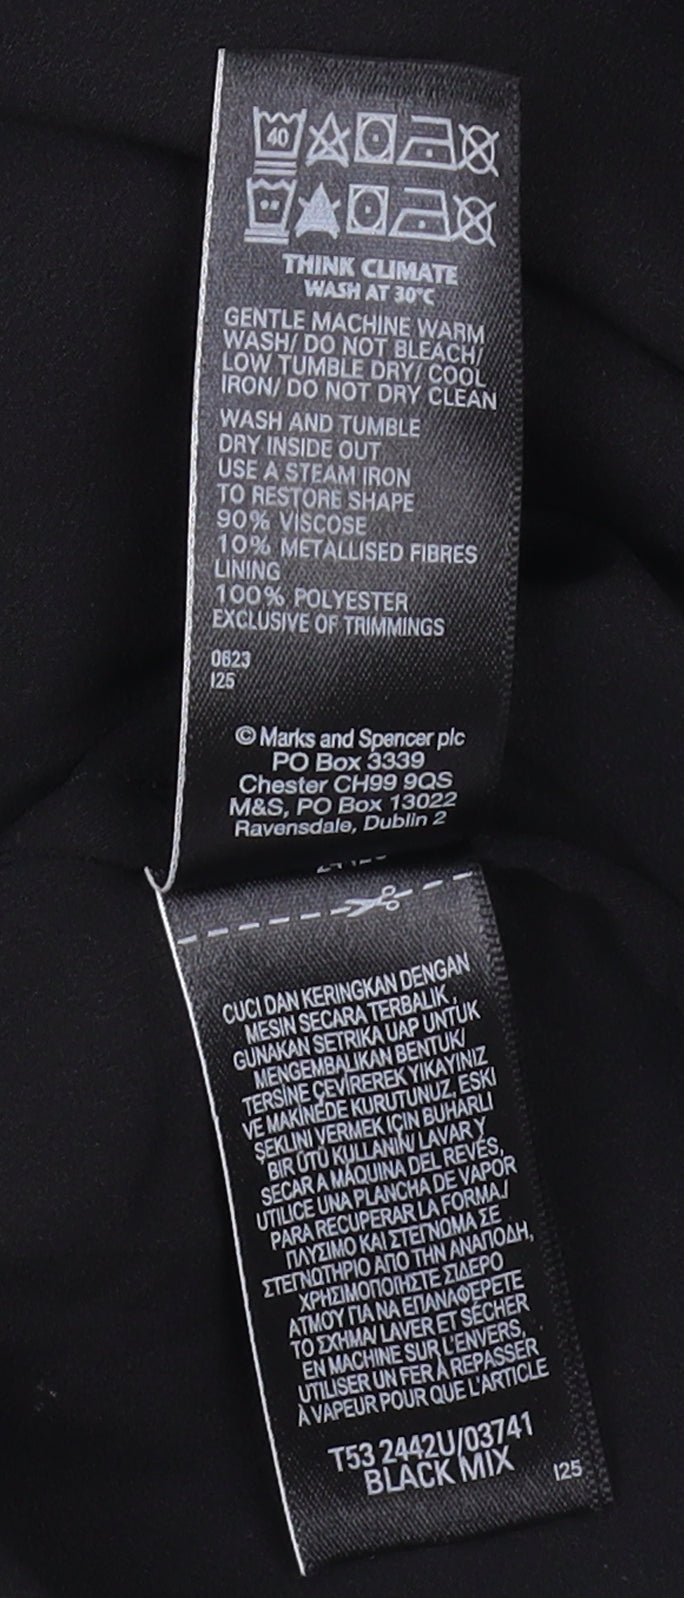 40
THINK CLIMATE
WASH AT 30°C
GENTLE MACHINE WARM
WASH/ DO NOT BLEACH/
LOW TUMBLE DRY/ COOL
IRON/ DO NOT DRY CLEAN
WASH AND TUMBLE
DRY INSIDE OUT
USE A STEAM IRON
TO RESTORE SHAPE
90% VISCOSE
10% METALLISED FIBRES
LINING
100% POLYESTER
EXCLUSIVE OF TRIMMINGS
0623
I25
© Marks and Spencer plc
PO Box 3339
Chester CH99 9QS
M&S, PO Box 13022
Ravensdale, Dublin 2
CUCI DAN KERINGKAN DENGAN
MESIN SECARA TERBALIK,
GUNAKAN SETRIKA UAP UNTUK
MENGEMBALIKAN BENTUK/
TERSİNE ÇEVİREREK YIKAYINIZ
VE MAKİNEDE KURUTUNUZ, ESKİ
ŞEKLİNİ VERMEK İÇİN BUHARLI
BİR ÜTÜ KULLANIN/ LAVAR Y
SECAR A MÁQUINA DEL REVÉS,
UTILICE UNA PLANCHA DE VAPOR
PARA RECUPERAR LA FORMA/
ΠΛΥΣΙΜΟ ΚΑΙ ΣΤΕΓΝΩΜΑ ΣΕ
ΣΤΕΓΝΩΤΗΡΙΟ ΑΠΟ ΤΗΝ ΑΝΑΠΟΔΗ,
ΧΡΗΣΙΜΟΠΟΙΗΣΤΕ ΣΙΔΕΡΟ
ΑΤΜΟΥ ΓΙΑ ΝΑ ΕΠΑΝΑΦΕΡΕΤΕ
ΤΟ ΣΧΗΜΑ/ LAVER ET SÉCHER
EN MACHINE SUR L'ENVERS,
UTILISER UN FER À REPASSER
À VAPEUR POUR QUE L'ARTICLE
T53 2442U/03741
BLACK MIX
I25